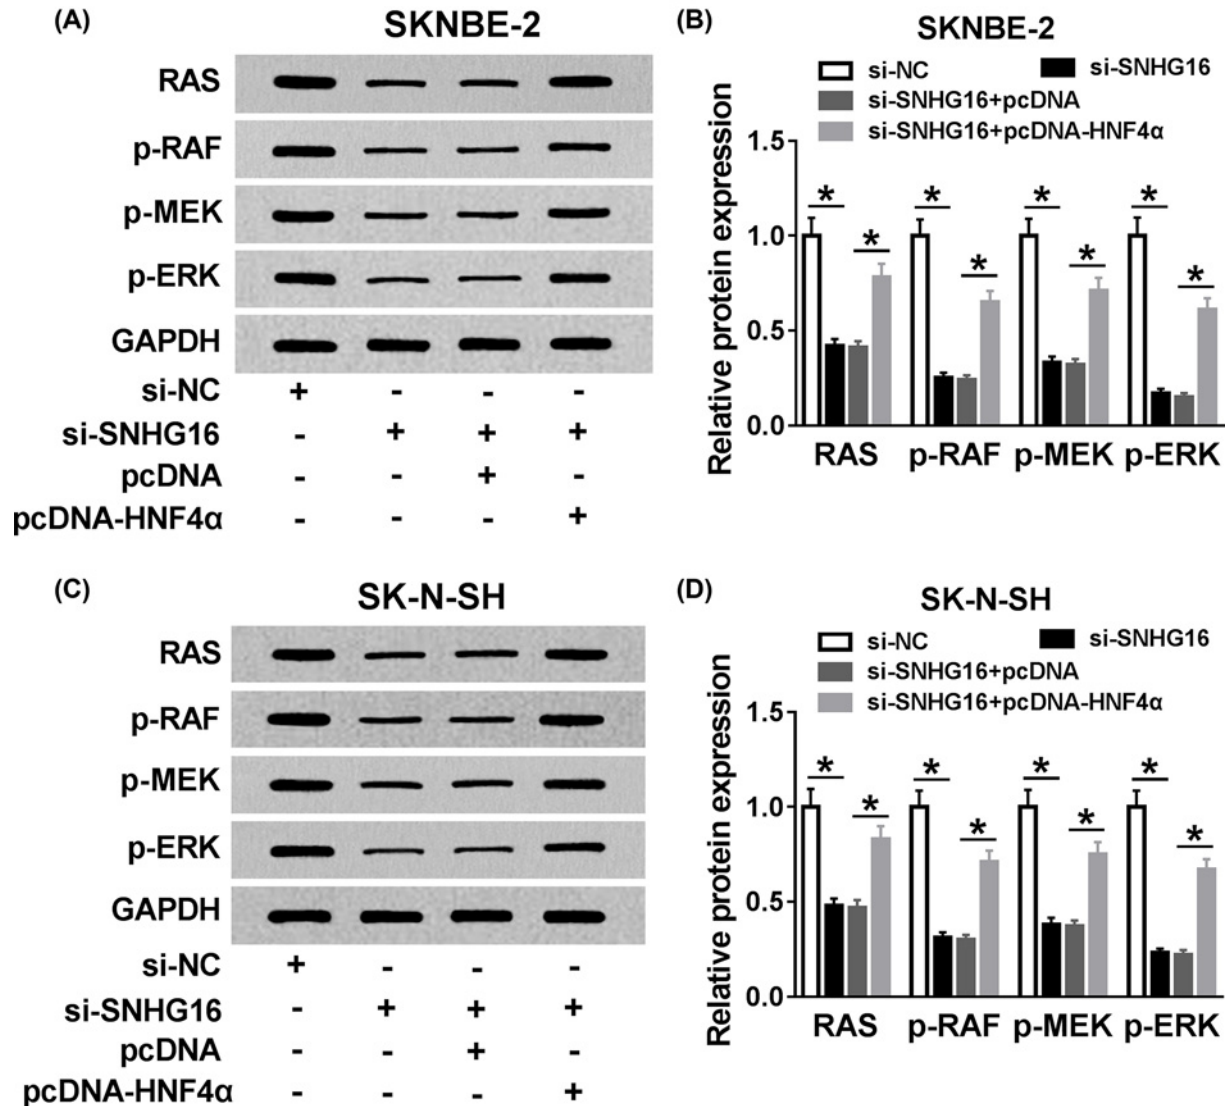 (A) SKNBE-2
RAS
p-RAF
p-MEK
p-ERK
GAPDH
si-NC + - - -
si-SNHG16 - + + +
pcDNA - - + -
pcDNA-HNF4α - - - +
(B) SKNBE-2
si-NC si-SNHG16
si-SNHG16+pcDNA
si-SNHG16+pcDNA-HNF4α
Relative protein expression
1.5
1.0
0.5
0.0
* * * *
* * * *
RAS p-RAF p-MEK p-ERK
(C) SK-N-SH
RAS
p-RAF
p-MEK
p-ERK
GAPDH
si-NC + - - -
si-SNHG16 - + + +
pcDNA - - + -
pcDNA-HNF4α - - - +
(D) SK-N-SH
si-NC si-SNHG16
si-SNHG16+pcDNA
si-SNHG16+pcDNA-HNF4α
Relative protein expression
1.5
1.0
0.5
0.0
* * * *
* * * *
RAS p-RAF p-MEK p-ERK